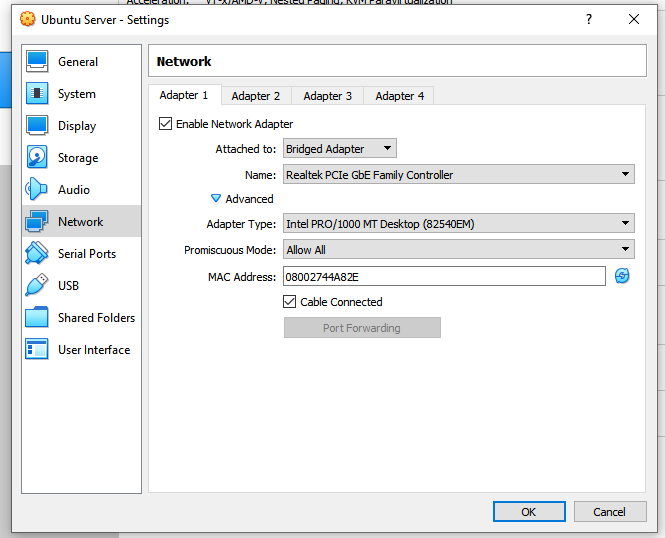 Acceleration: VT-x/AMD-V, Nested Paging, KVM Paravirtualization
Ubuntu Server - Settings
?
General
System
Display
Storage
Audio
Network
Serial Ports
USB
Shared Folders
User Interface
Network
Adapter 1 Adapter 2 Adapter 3 Adapter 4
Enable Network Adapter
Attached to: Bridged Adapter
Name: Realtek PCIe GbE Family Controller
Advanced
Adapter Type: Intel PRO/1000 MT Desktop (82540EM)
Promiscuous Mode: Allow All
MAC Address: 08002744A82E
Cable Connected
Port Forwarding
OK Cancel